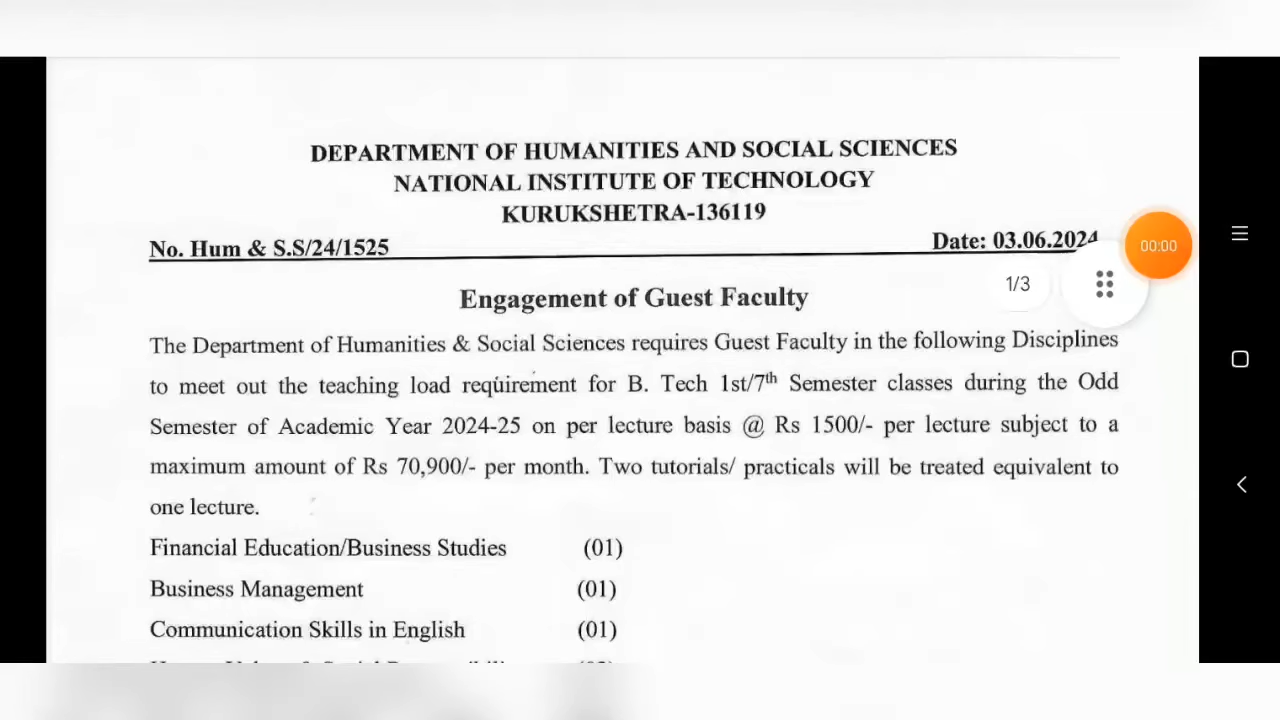 DEPARTMENT OF HUMANITIES AND SOCIAL SCIENCES
NATIONAL INSTITUTE OF TECHNOLOGY
KURUKSHETRA-136119
No. Hum & S.S/24/1525 Date: 03.06.2024
00:00
1/3
Engagement of Guest Faculty
The Department of Humanities & Social Sciences requires Guest Faculty in the following Disciplines
to meet out the teaching load requirement for B. Tech 1st/7th Semester classes during the Odd
Semester of Academic Year 2024-25 on per lecture basis @ Rs 1500/- per lecture subject to a
maximum amount of Rs 70,900/- per month. Two tutorials/ practicals will be treated equivalent to
one lecture.
Financial Education/Business Studies (01)
Business Management (01)
Communication Skills in English (01)